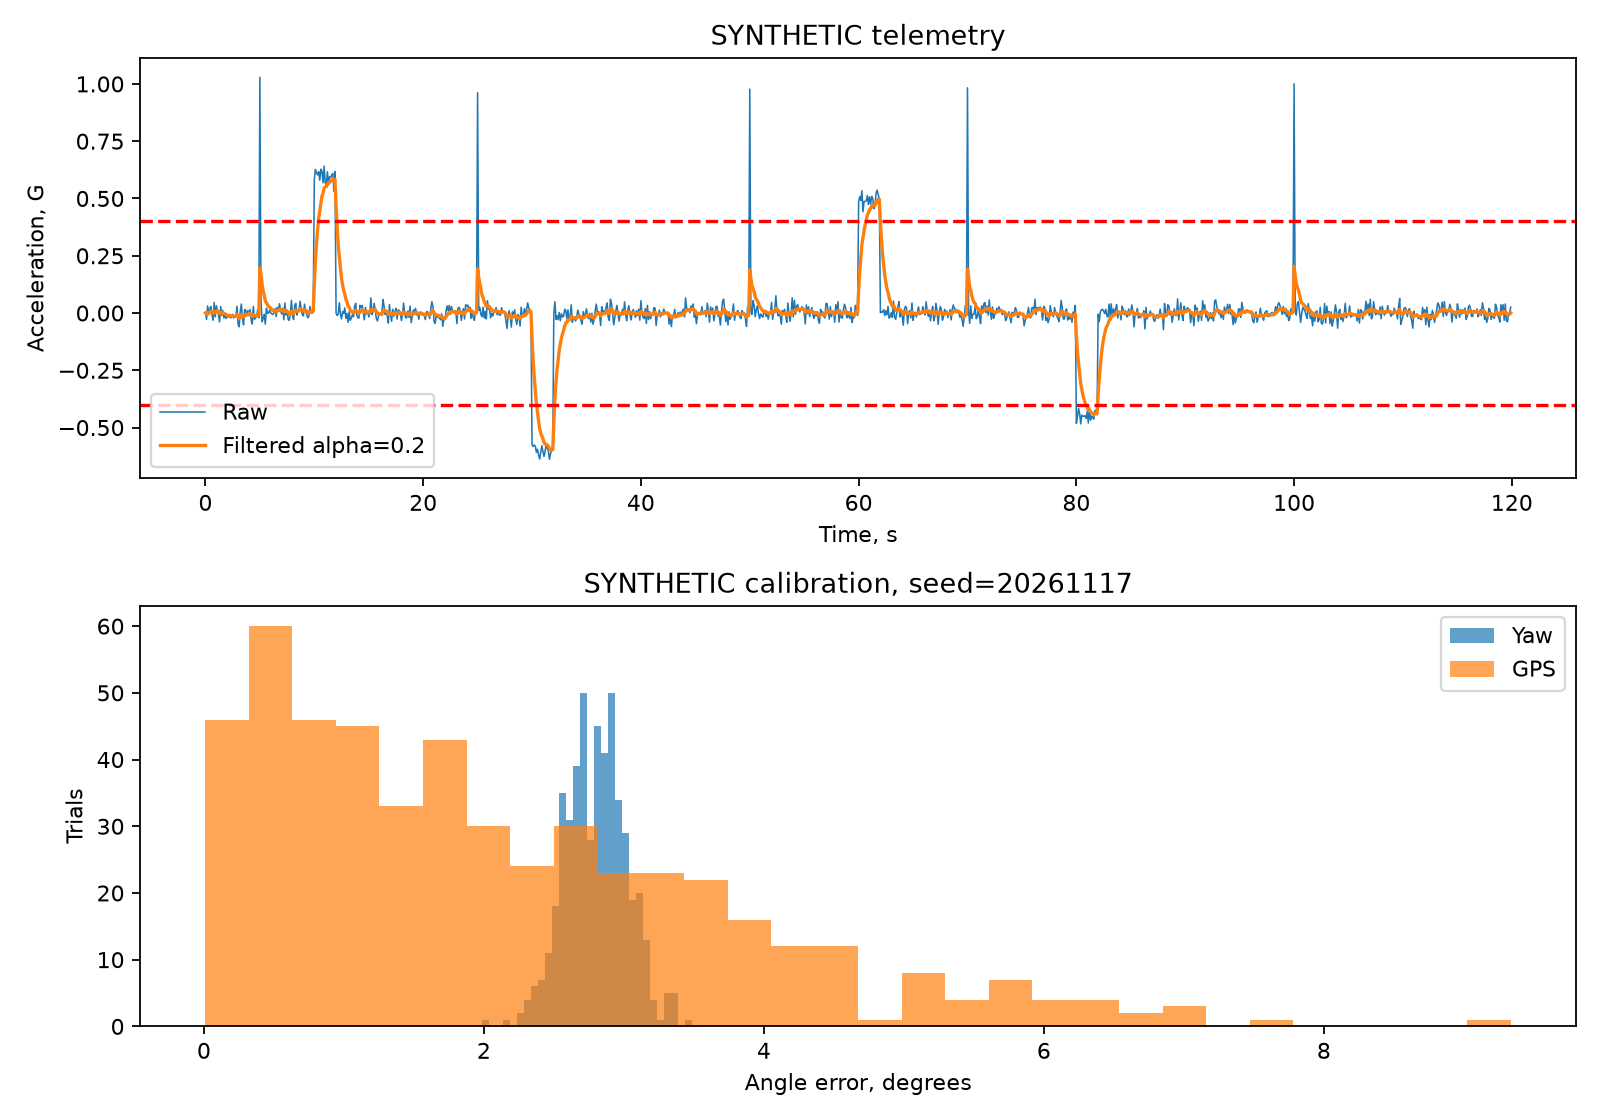 SYNTHETIC telemetry
Acceleration, G
1.00
0.75
0.50
0.25
0.00
−0.25
−0.50
Raw
Filtered alpha=0.2
0 20 40 60 80 100 120
Time, s
SYNTHETIC calibration, seed=20261117
Trials
60
50
40
30
20
10
0
Yaw
GPS
0 2 4 6 8
Angle error, degrees